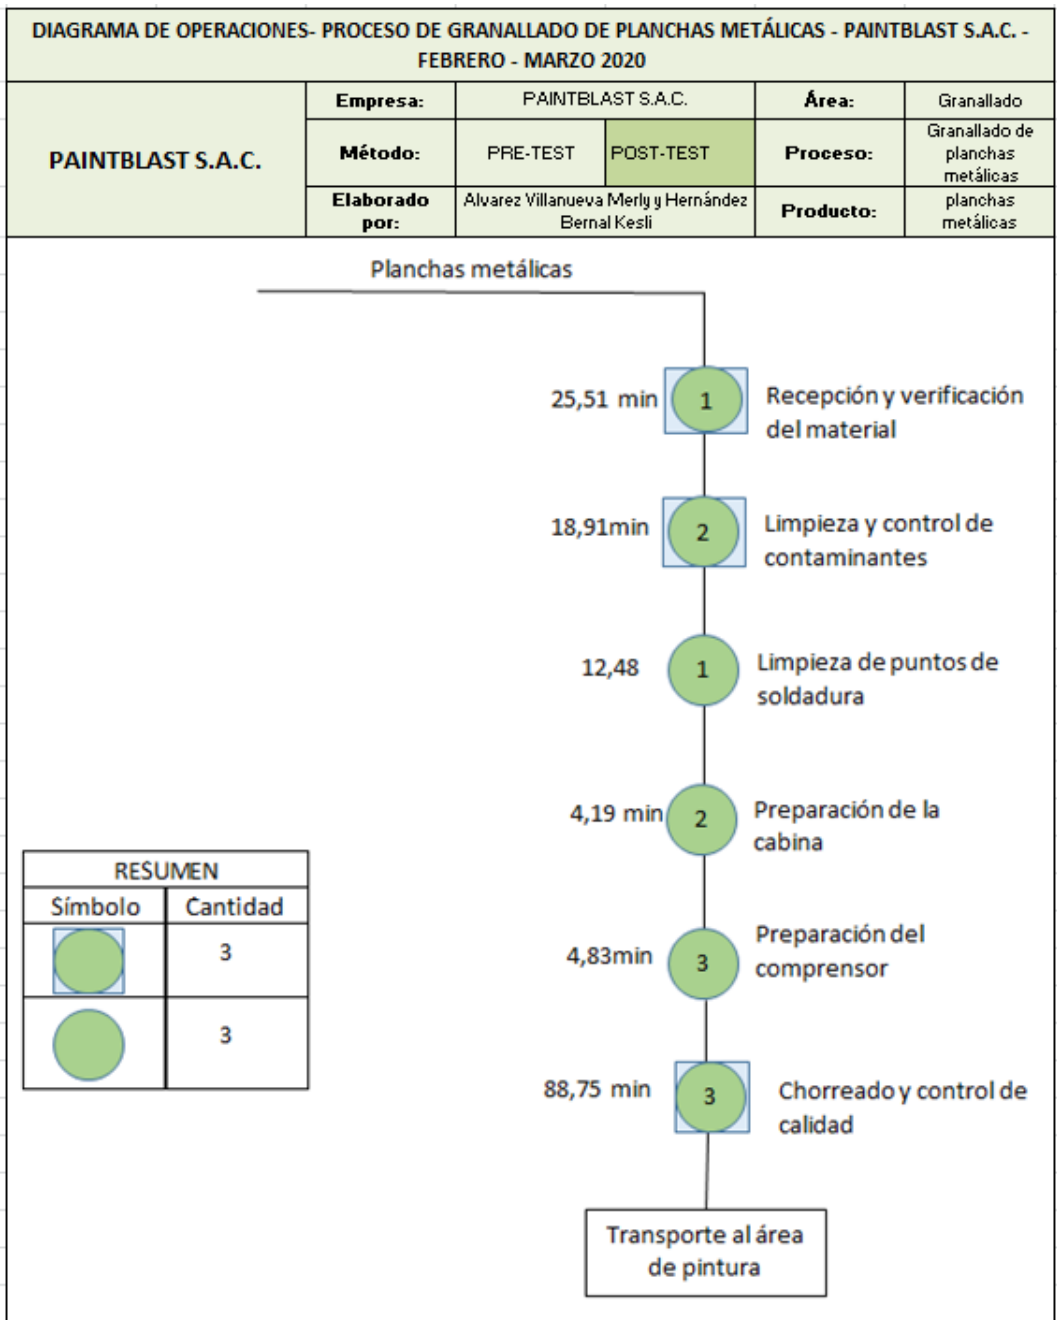 DIAGRAMA DE OPERACIONES- PROCESO DE GRANALLADO DE PLANCHAS METÁLICAS - PAINTBLAST S.A.C. -
FEBRERO - MARZO 2020
PAINTBLAST S.A.C.
Empresa:
PAINTBLAST S.A.C.
Área:
Granallado
Método:
PRE-TEST
POST-TEST
Proceso:
Granallado de
planchas
metálicas
Elaborado
por:
Alvarez Villanueva Merly y Hernández
Bernal Kesli
Producto:
planchas
metálicas
Planchas metálicas
25,51 min
1
Recepción y verificación
del material
18,91min
2
Limpieza y control de
contaminantes
12,48
1
Limpieza de puntos de
soldadura
4,19 min
2
Preparación de la
cabina
4,83min
3
Preparación del
comprensor
88,75 min
3
Chorreado y control de
calidad
Transporte al área
de pintura
RESUMEN
Símbolo
Cantidad
3
3